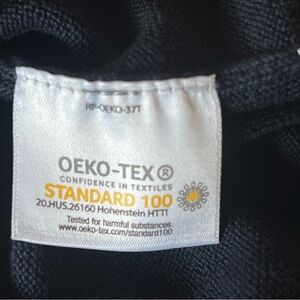 RP-OEKO-37T
OEKO-TEX®
CONFIDENCE IN TEXTILES
STANDARD 100
20.HUS.26160 Hohenstein HTTI
Tested for harmful substances.
www.oeko-tex.com/standard100